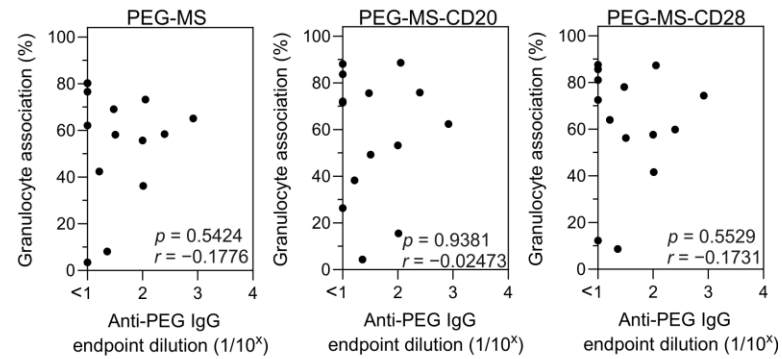 PEG-MS
Granulocyte association (%)
100
80
60
40
20
0
p = 0.5424
r = −0.1776
<1
2
3
4
Anti-PEG IgG
endpoint dilution (1/10ˣ)
PEG-MS-CD20
Granulocyte association (%)
100
80
60
40
20
0
p = 0.9381
r = −0.02473
<1
2
3
4
Anti-PEG IgG
endpoint dilution (1/10ˣ)
PEG-MS-CD28
Granulocyte association (%)
100
80
60
40
20
0
p = 0.5529
r = −0.1731
<1
2
3
4
Anti-PEG IgG
endpoint dilution (1/10ˣ)